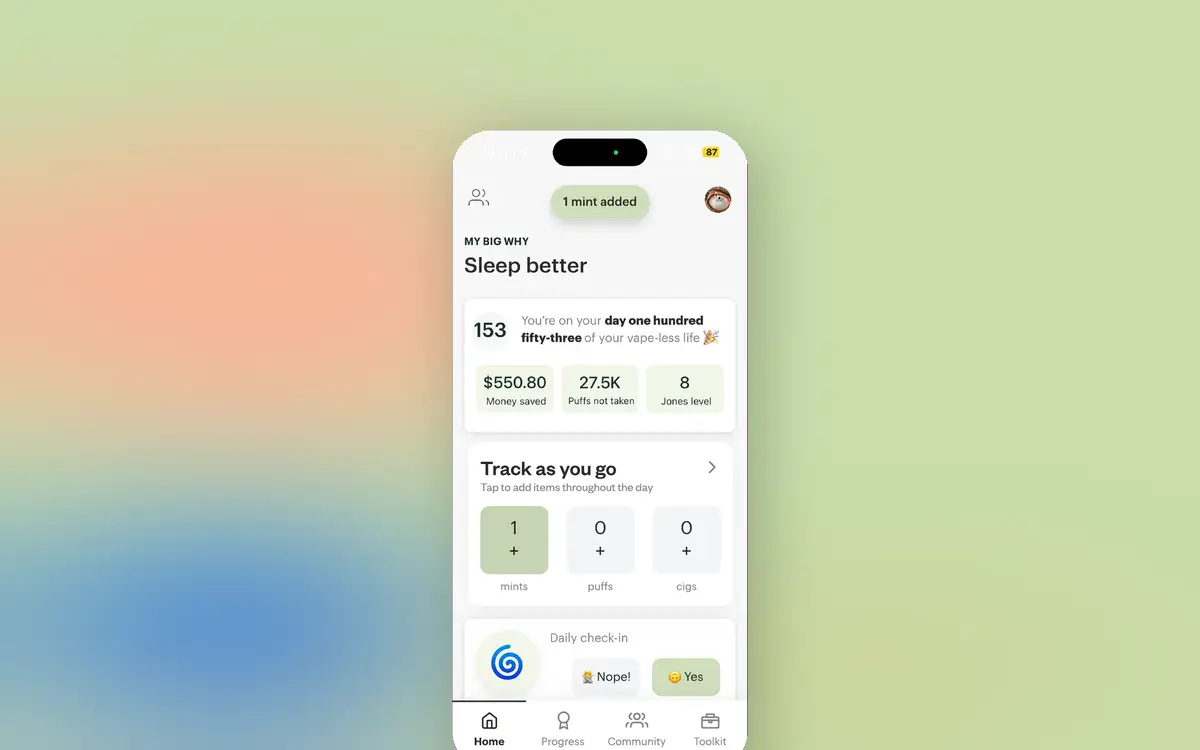 87
1 mint added
MY BIG WHY
Sleep better
153
You're on your day one hundred
fifty-three of your vape-less life 🎉
$550.80
Money saved
27.5K
Puffs not taken
8
Jones level
Track as you go
Tap to add items throughout the day
1
+
mints
0
+
puffs
0
+
cigs
Daily check-in
Nope!
🙃 Yes
Home
Progress
Community
Toolkit